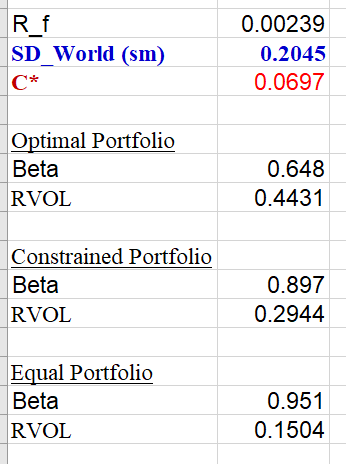 R_f 0.00239
SD_World (sm) 0.2045
C* 0.0697
Optimal Portfolio
Beta 0.648
RVOL 0.4431
Constrained Portfolio
Beta 0.897
RVOL 0.2944
Equal Portfolio
Beta 0.951
RVOL 0.1504